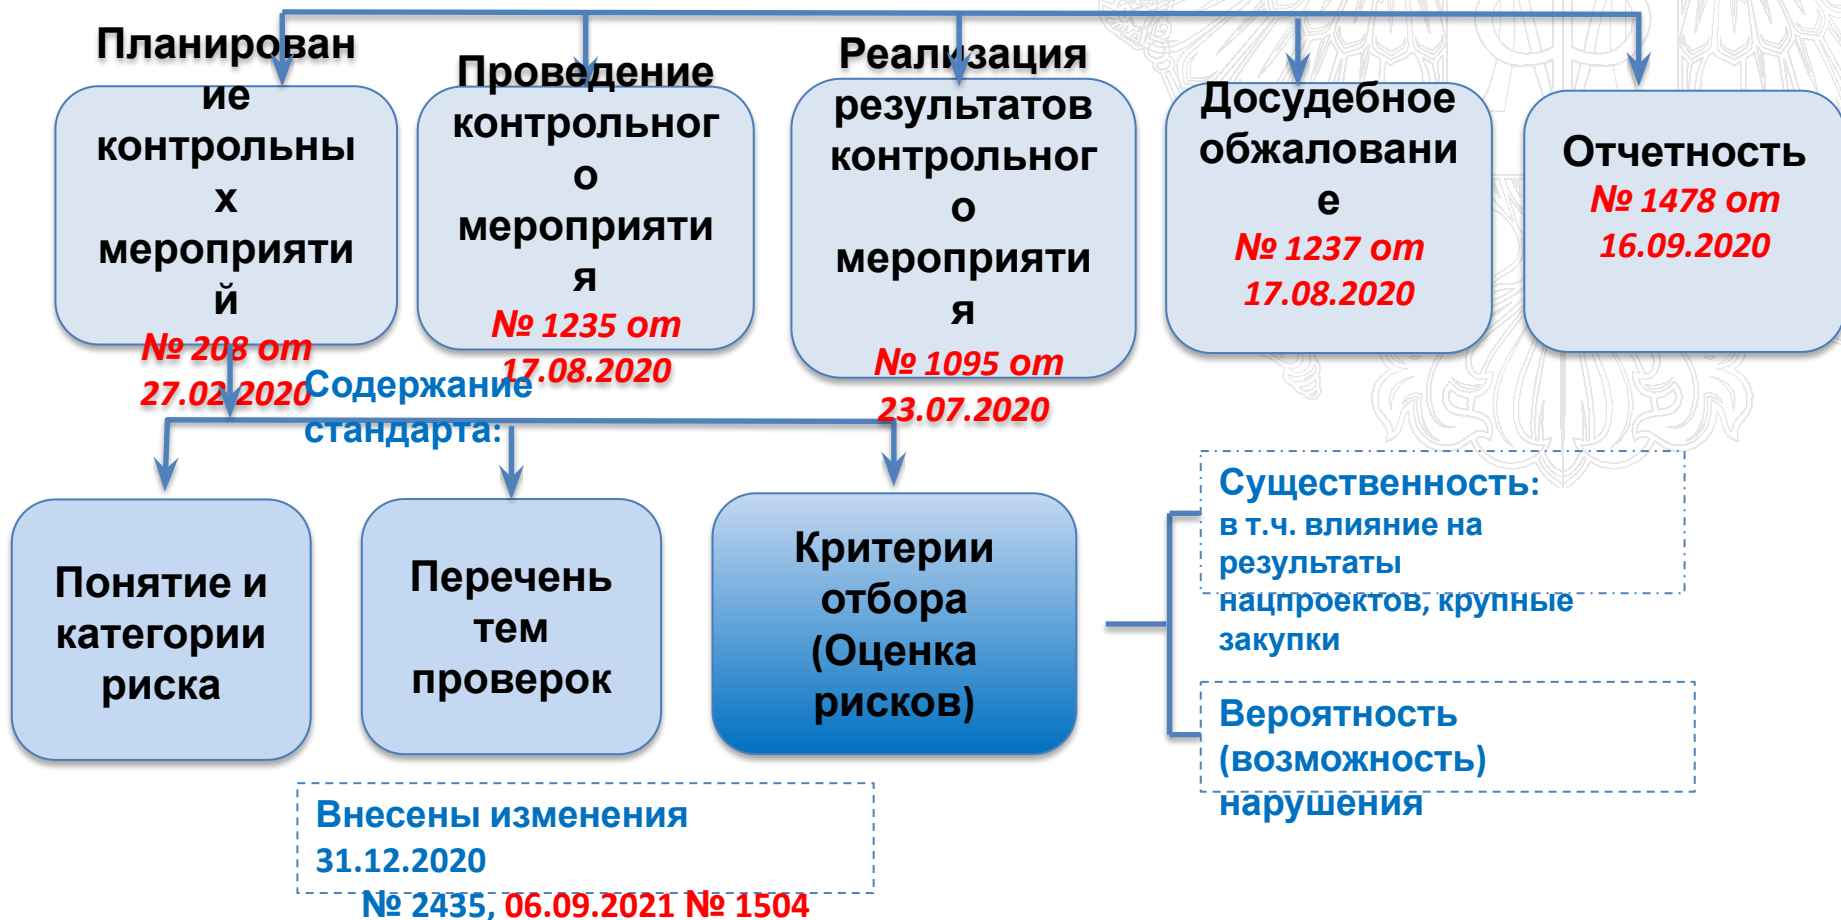 Планирован
ие
контрольны
х
мероприяти
й
№ 208 от
27.02.2020
Проведение
контрольног
о
мероприяти
я
№ 1235 от
17.08.2020
Реализация
результатов
контрольног
о
мероприяти
я
№ 1095 от
23.07.2020
Досудебное
обжаловани
е
№ 1237 от
17.08.2020
Отчетность
№ 1478 от
16.09.2020
Содержание
стандарта:
Понятие и
категории
риска
Перечень
тем
проверок
Критерии
отбора
(Оценка
рисков)
Существенность:
в т.ч. влияние на
результаты
нацпроектов, крупные
закупки
Вероятность
(возможность)
нарушения
Внесены изменения
31.12.2020
№ 2435, 06.09.2021 № 1504